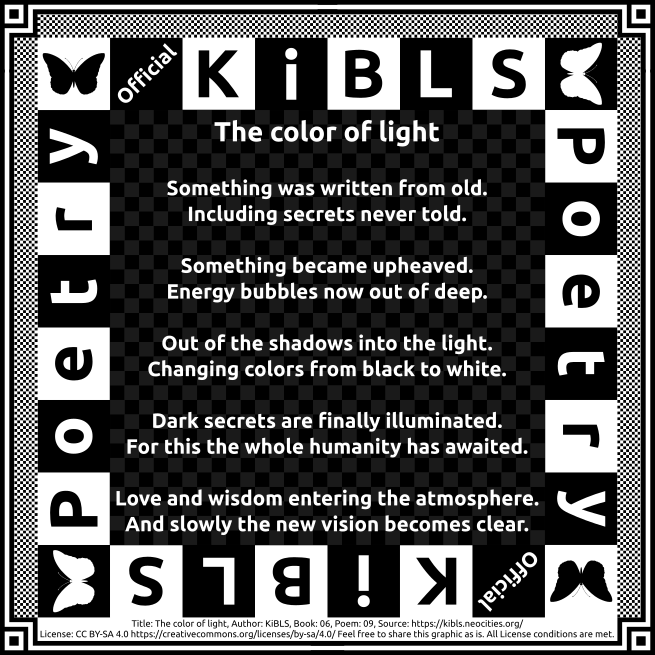 Official KiBLS
Poetry
Poetry
The color of light
Something was written from old.
Including secrets never told.
Something became upheaved.
Energy bubbles now out of deep.
Out of the shadows into the light.
Changing colors from black to white.
Dark secrets are finally illuminated.
For this the whole humanity has awaited.
Love and wisdom entering the atmosphere.
And slowly the new vision becomes clear.
Official KiBLS
Title: The color of light, Author: KiBLS, Book: 06, Poem: 09, Source: https://kibls.neocities.org/
License: CC BY-SA 4.0 https://creativecommons.org/licenses/by-sa/4.0/ Feel free to share this graphic as is. All License conditions are met.